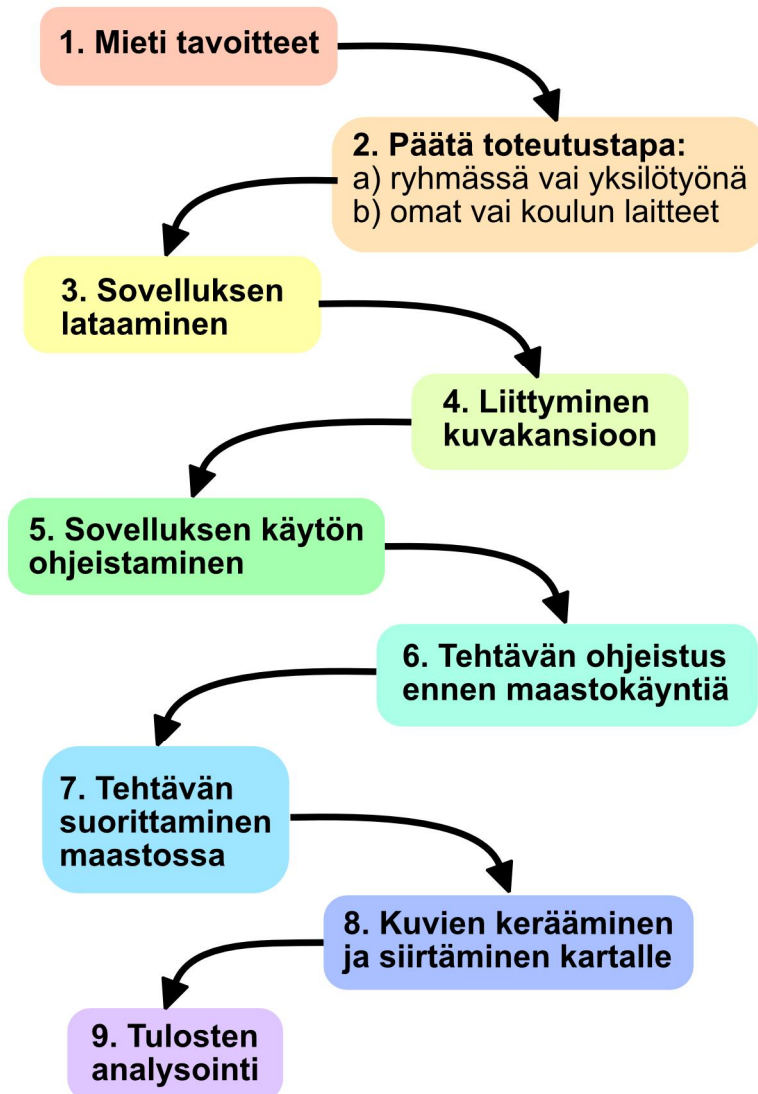 1. Mieti tavoitteet
2. Päätä toteutustapa:
a) ryhmässä vai yksilötyönä
b) omat vai koulun laitteet
3. Sovelluksen
lataaminen
4. Liittyminen
kuvakansioon
5. Sovelluksen käytön
ohjeistaminen
6. Tehtävän ohjeistus
ennen maastokäyntiä
7. Tehtävän
suorittaminen
maastossa
8. Kuvien kerääminen
ja siirtäminen kartalle
9. Tulosten
analysointi